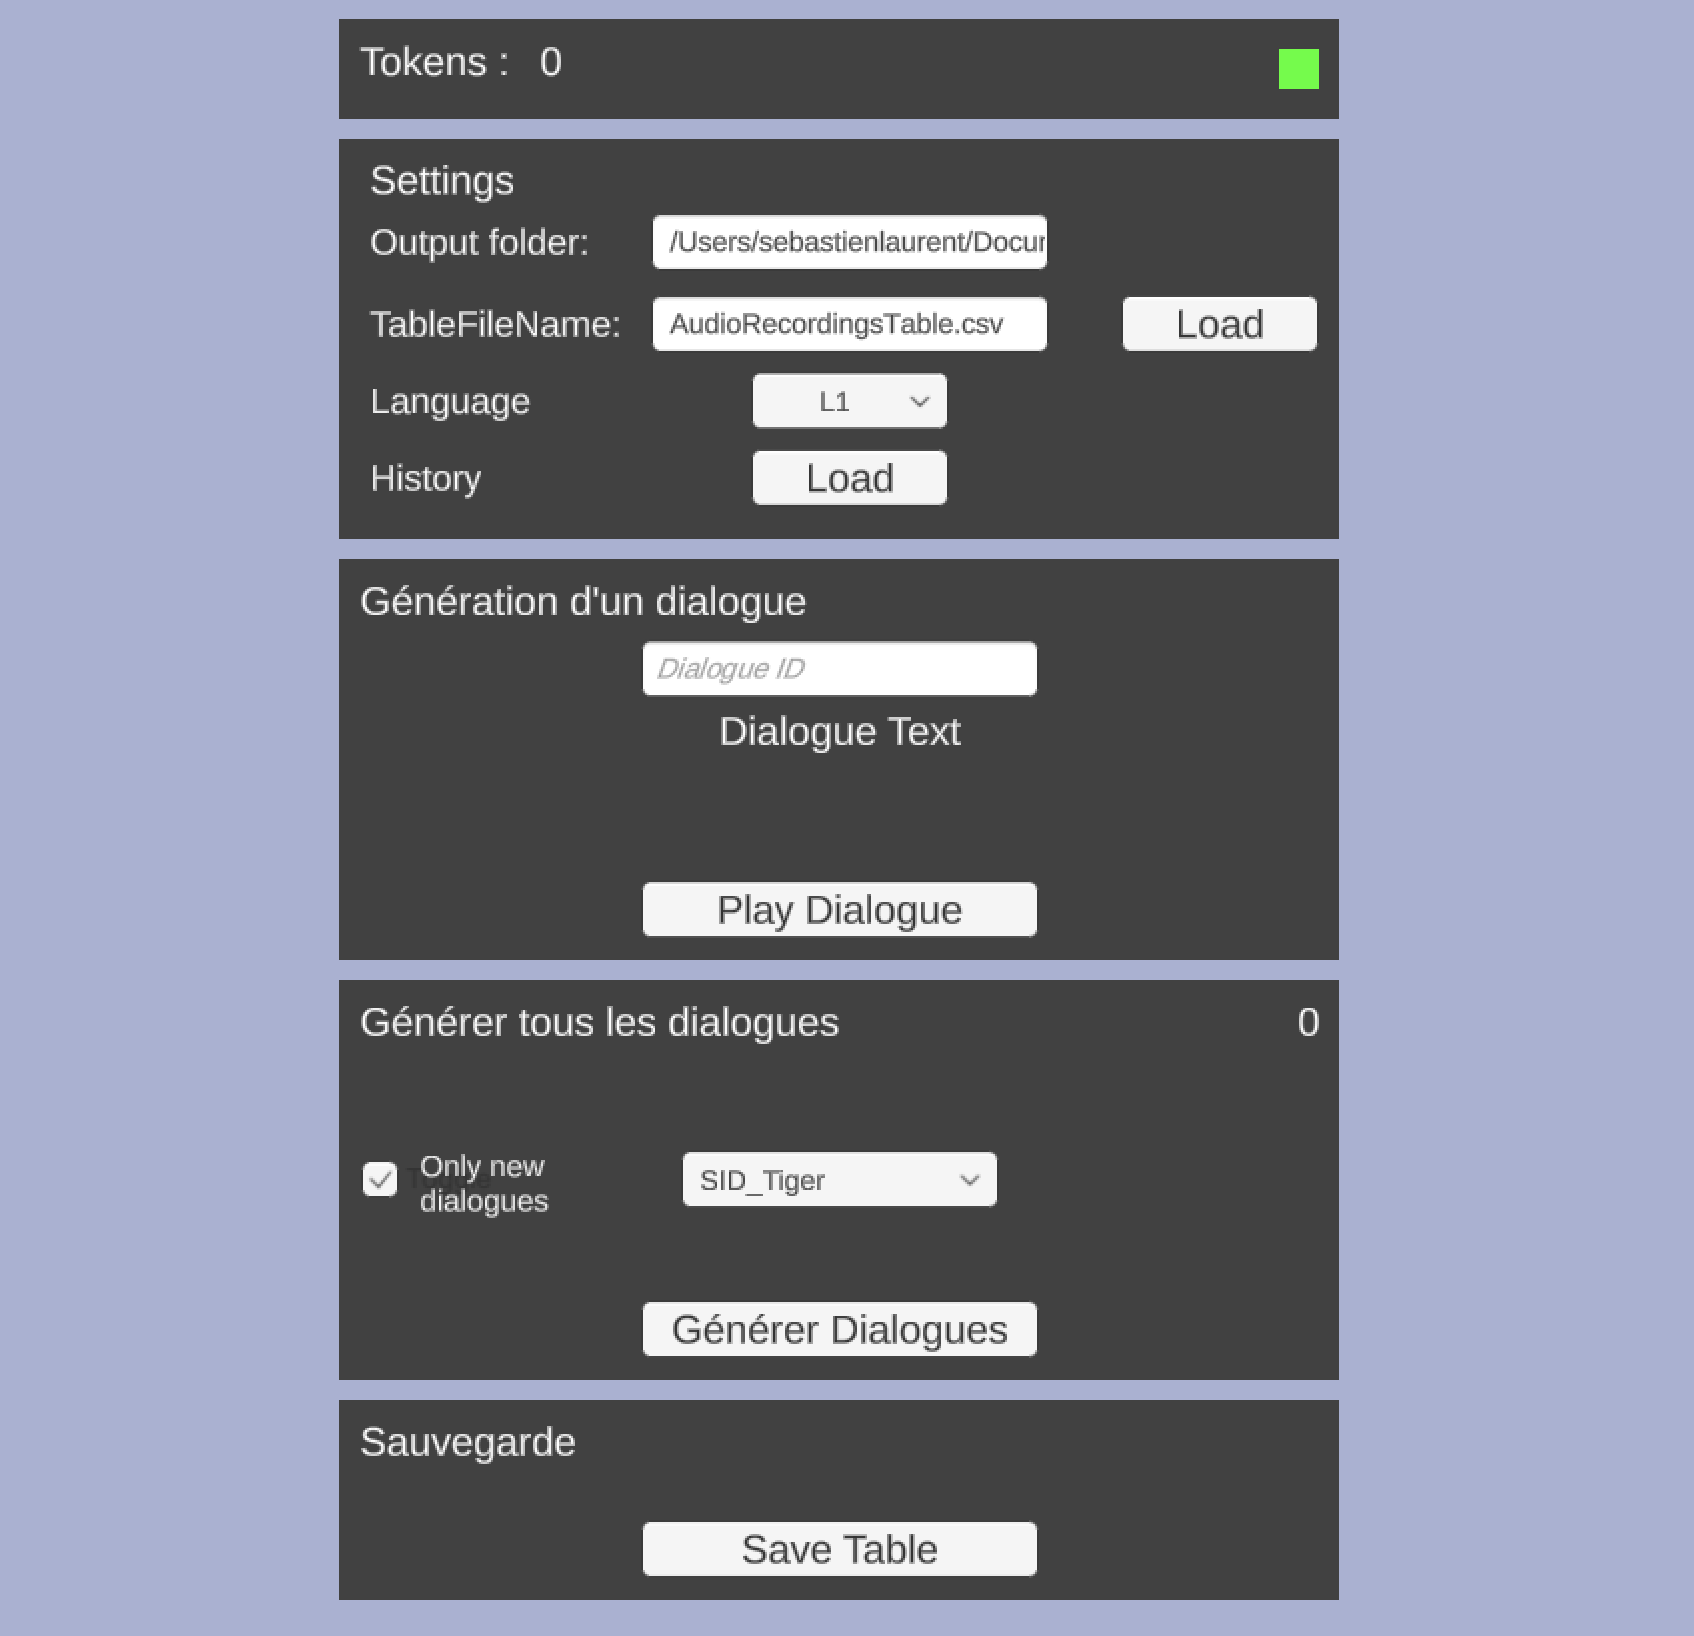 Tokens : 0
Settings
Output folder: /Users/sebastienlaurent/Docu
TableFileName: AudioRecordingsTable.csv Load
Language L1
History Load
Génération d'un dialogue
Dialogue ID
Dialogue Text
Play Dialogue
Générer tous les dialogues 0
Only new
dialogues
Toggle
SID_Tiger
Générer Dialogues
Sauvegarde
Save Table